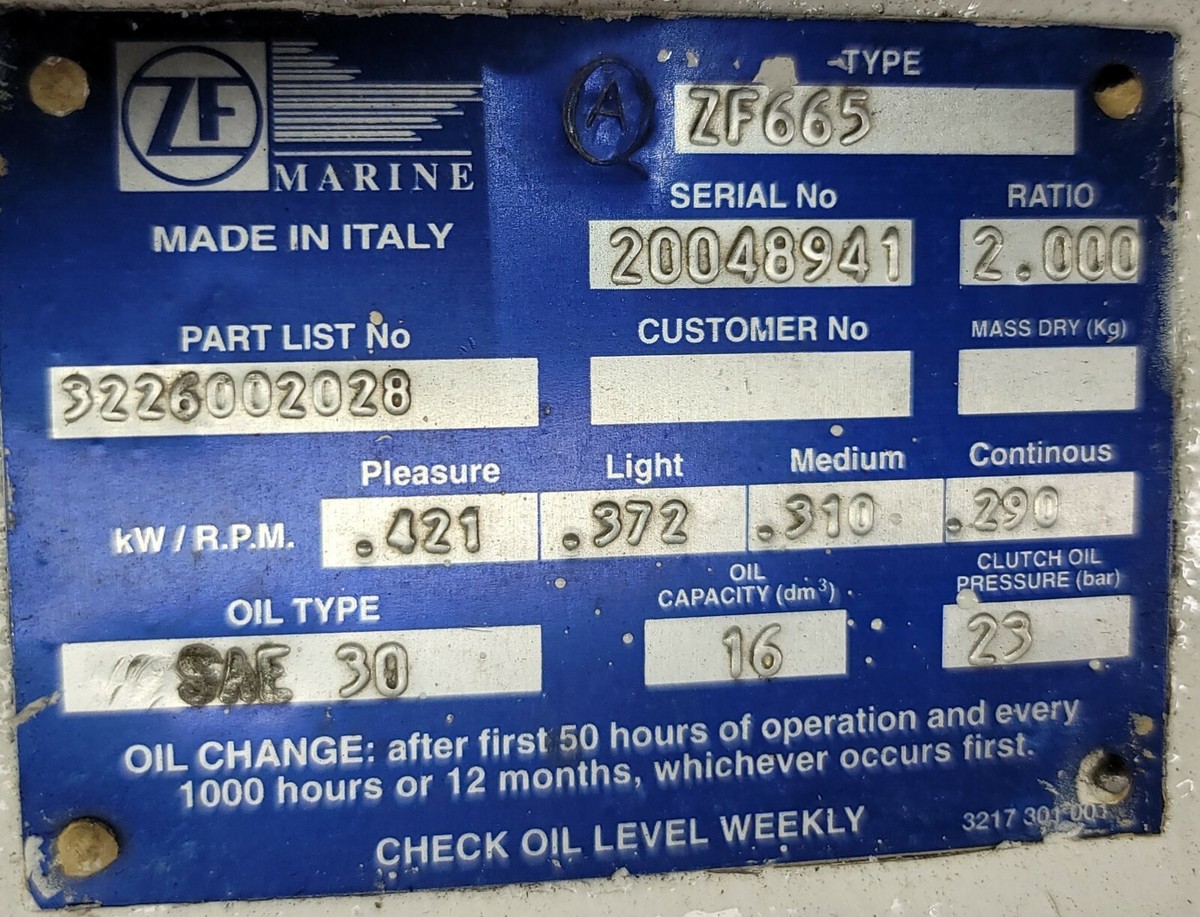 ZF
MARINE
MADE IN ITALY
A
TYPE
ZF665
SERIAL No
20048941
RATIO
2.000
PART LIST No
3226002028
CUSTOMER No
MASS DRY (Kg)
Pleasure Light Medium Continous
kW / R.P.M. .421 .372 .310 .290
OIL TYPE
SAE 30
OIL
CAPACITY (dm³)
16
CLUTCH OIL
PRESSURE (bar)
23
OIL CHANGE: after first 50 hours of operation and every
1000 hours or 12 months, whichever occurs first.
CHECK OIL LEVEL WEEKLY
3217 301 001